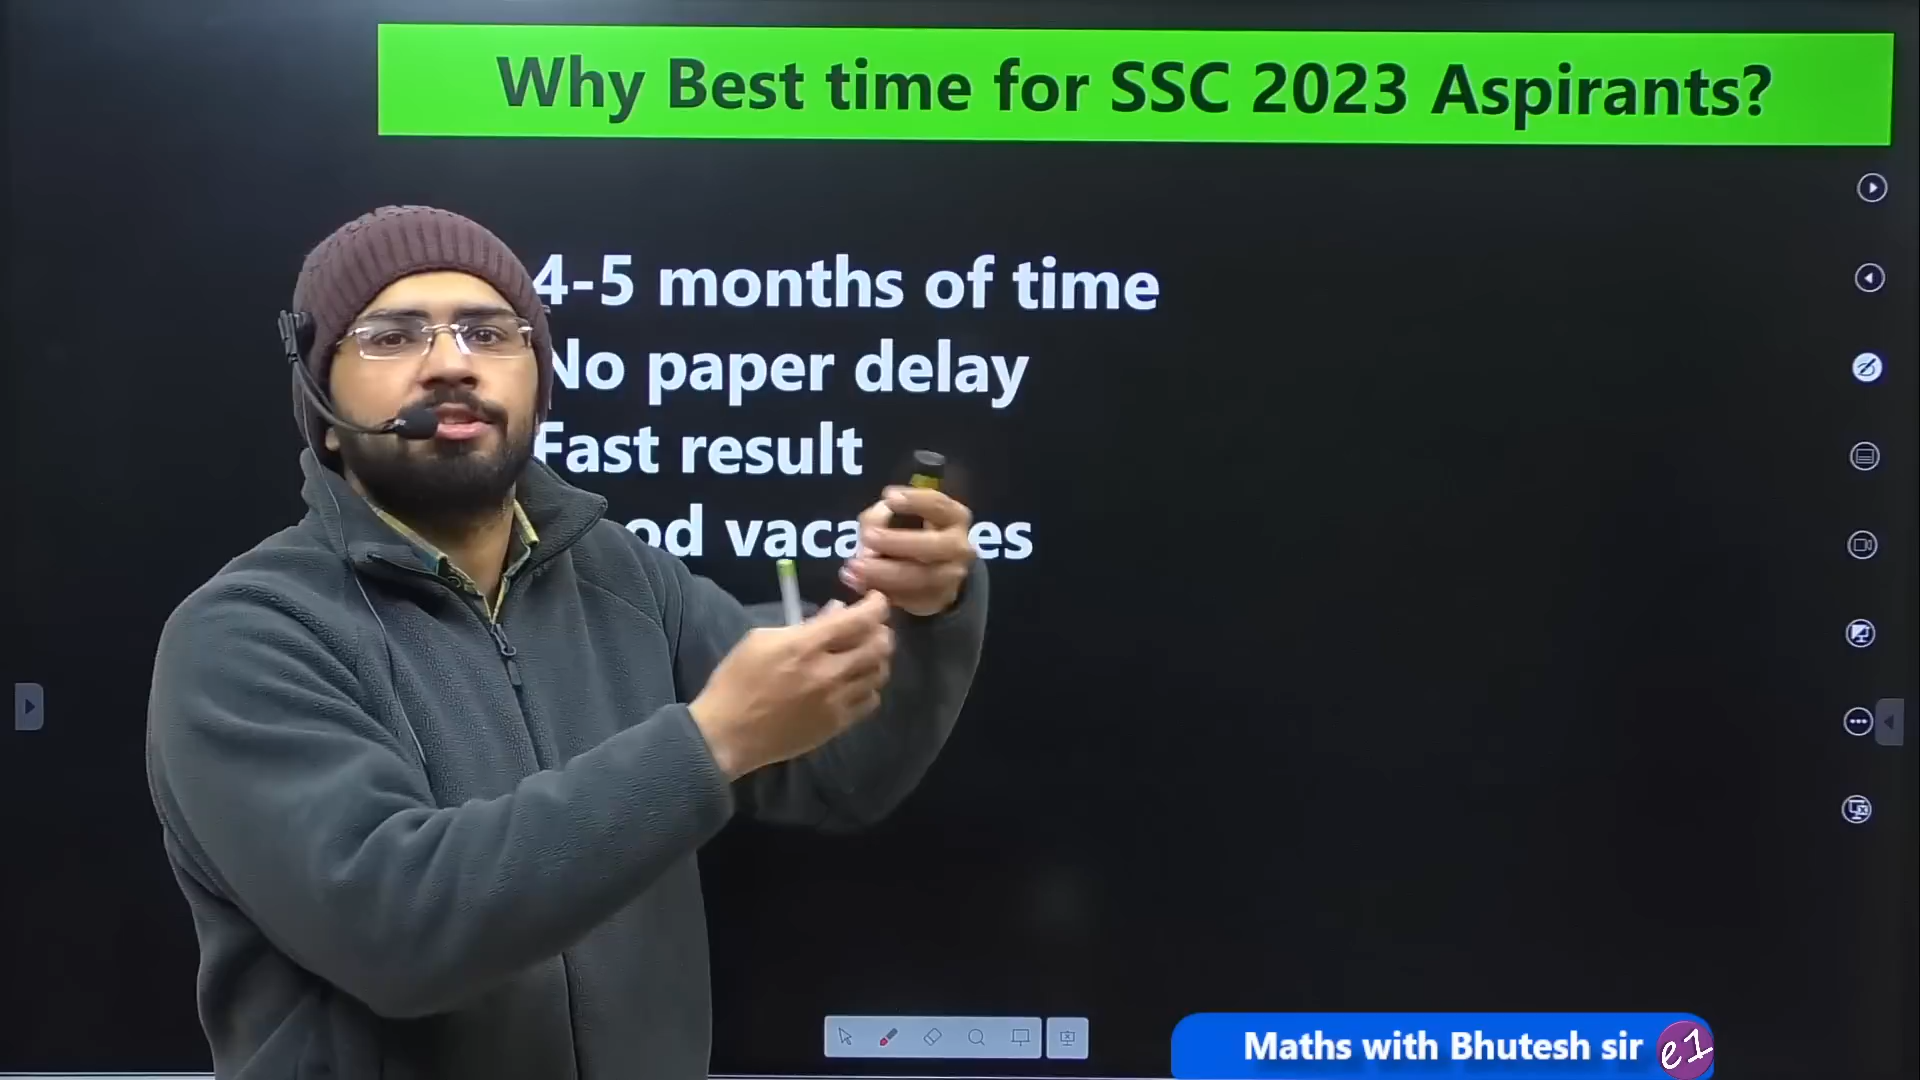 Why Best time for SSC 2023 Aspirants?
4-5 months of time
No paper delay
Fast result
Maths with Bhutesh sir e1